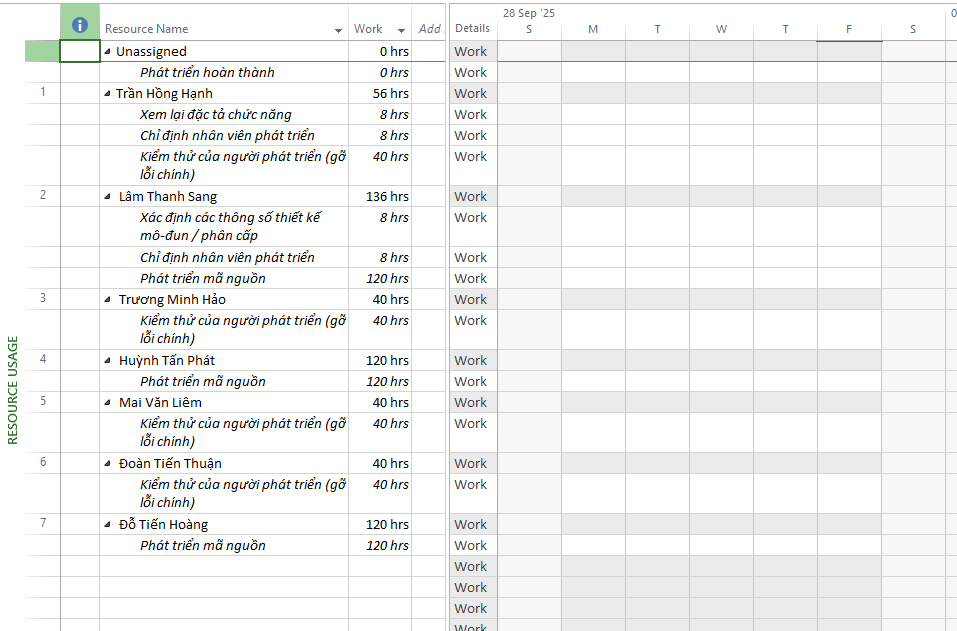 28 Sep '25
0
Resource Name Work Add Details S M T W T F S
Unassigned 0 hrs Work
Phát triển hoàn thành 0 hrs Work
1 Trần Hồng Hạnh 56 hrs Work
Xem lại đặc tả chức năng 8 hrs Work
Chỉ định nhân viên phát triển 8 hrs Work
Kiểm thử của người phát triển (gỡ 40 hrs Work
lỗi chính)
2 Lâm Thanh Sang 136 hrs Work
Xác định các thông số thiết kế 8 hrs Work
mô-đun / phân cấp
Chỉ định nhân viên phát triển 8 hrs Work
Phát triển mã nguồn 120 hrs Work
3 Trương Minh Hảo 40 hrs Work
Kiểm thử của người phát triển (gỡ 40 hrs Work
lỗi chính)
4 Huỳnh Tấn Phát 120 hrs Work
Phát triển mã nguồn 120 hrs Work
5 Mai Văn Liêm 40 hrs Work
Kiểm thử của người phát triển (gỡ 40 hrs Work
lỗi chính)
6 Đoàn Tiến Thuận 40 hrs Work
Kiểm thử của người phát triển (gỡ 40 hrs Work
lỗi chính)
7 Đỗ Tiến Hoàng 120 hrs Work
Phát triển mã nguồn 120 hrs Work
Work
Work
Work
Work
RESOURCE USAGE